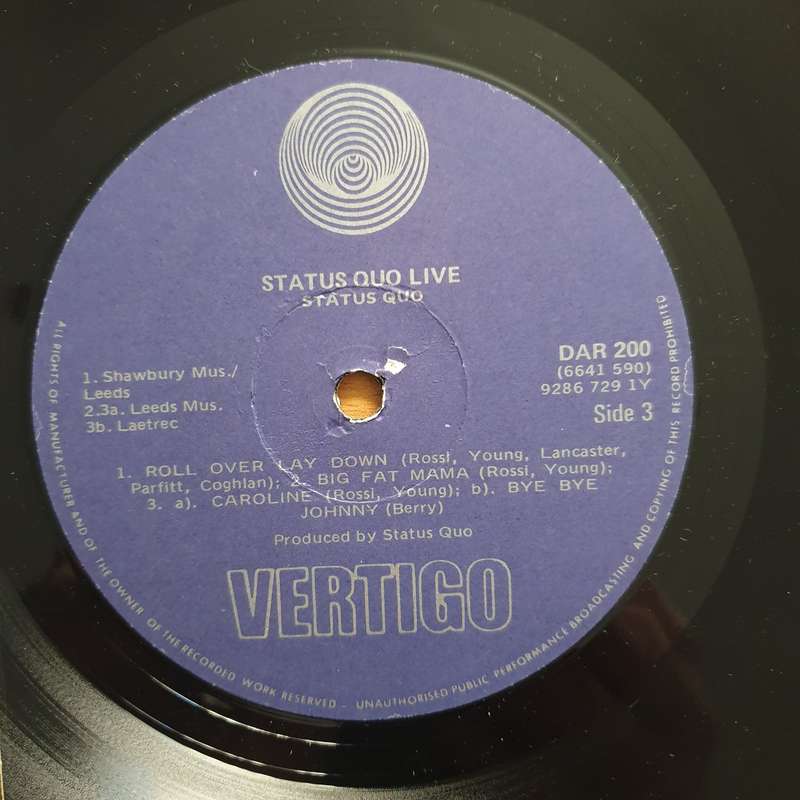 STATUS QUO LIVE
STATUS QUO
1. Shawbury Mus./
Leeds
2.3a. Leeds Mus.
3b. Laetrec
DAR 200
(6641 590)
9286 729 1Y
Side 3
1. ROLL OVER LAY DOWN (Rossi, Young, Lancaster,
Parfitt, Coghlan); 2. BIG FAT MAMA (Rossi, Young);
3. a). CAROLINE (Rossi, Young); b). BYE BYE
JOHNNY (Berry)
Produced by Status Quo
VERTIGO
ALL RIGHTS OF MANUFACTURER AND OF THE OWNER OF THE RECORDED WORK RESERVED – UNAUTHORISED PUBLIC PERFORMANCE BROADCASTING AND COPYING OF THIS RECORD PROHIBITED